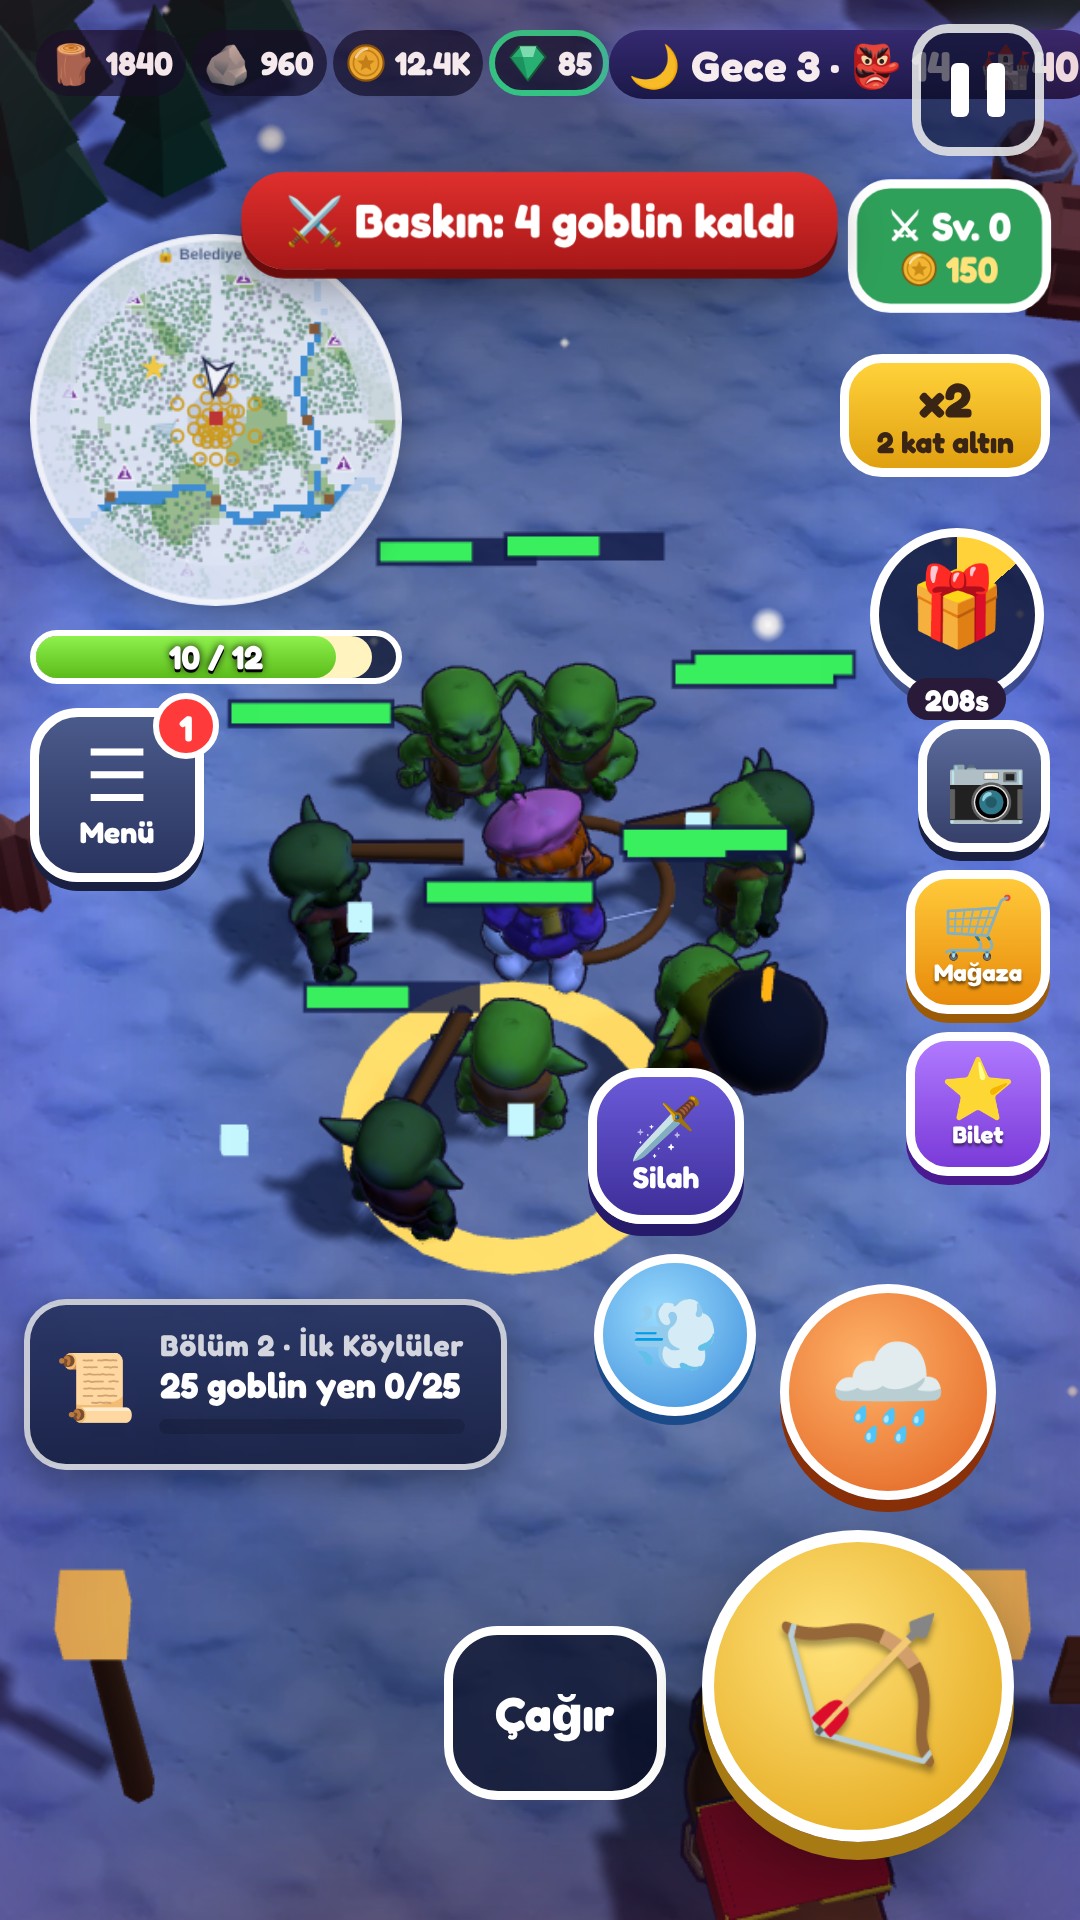 1840
960
12.4K
85
Gece 3 ·
40
Baskın: 4 goblin kaldı
Sv. 0
150
Belediye
x2
2 kat altın
208s
10 / 12
1
Menü
Mağaza
Bilet
Silah
Bölüm 2 · İlk Köylüler
25 goblin yen 0/25
Çağır